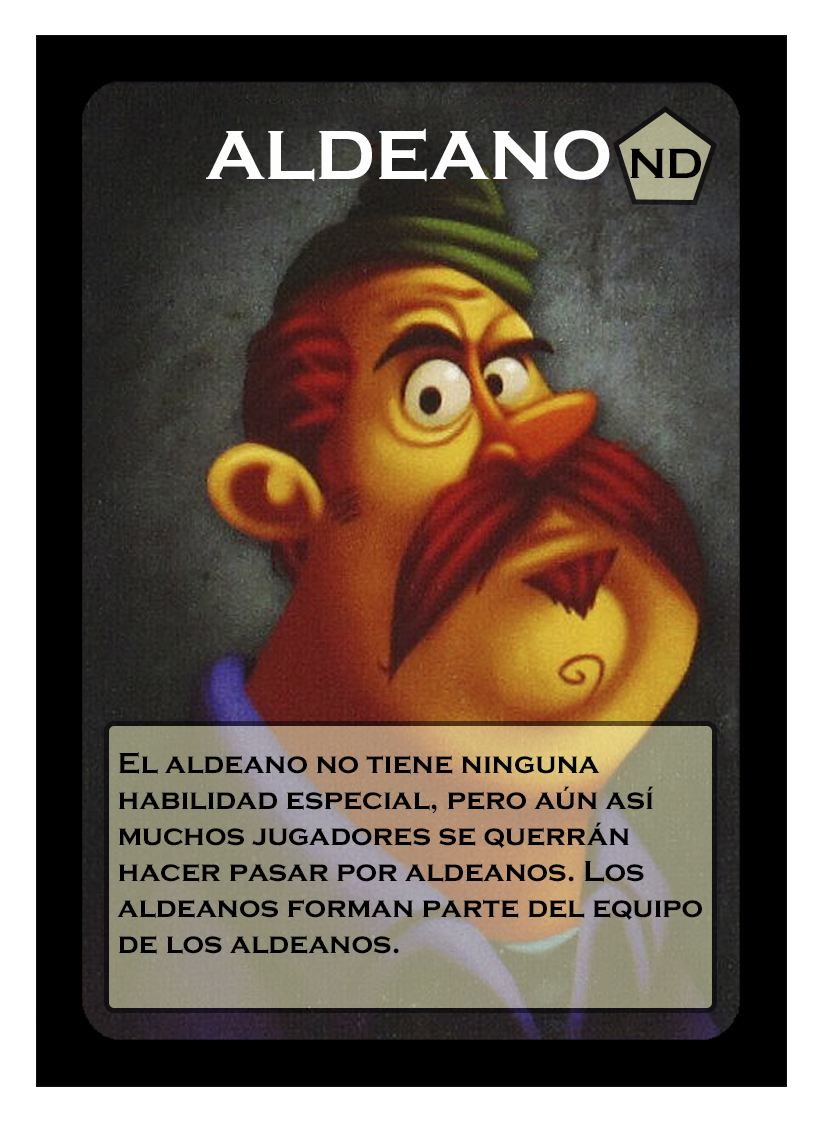 ALDEANO ND
El aldeano no tiene ninguna
habilidad especial, pero aún así
muchos jugadores se querrán
hacer pasar por aldeanos. Los
aldeanos forman parte del equipo
de los aldeanos.